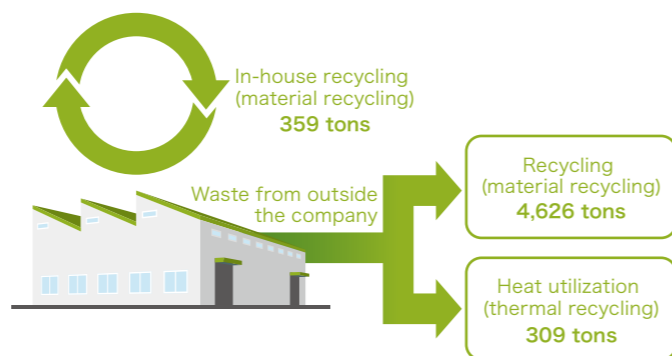 In-house recycling
(material recycling)
359 tons
Waste from outside
the company
Recycling
(material recycling)
4,626 tons
Heat utilization
(thermal recycling)
309 tons